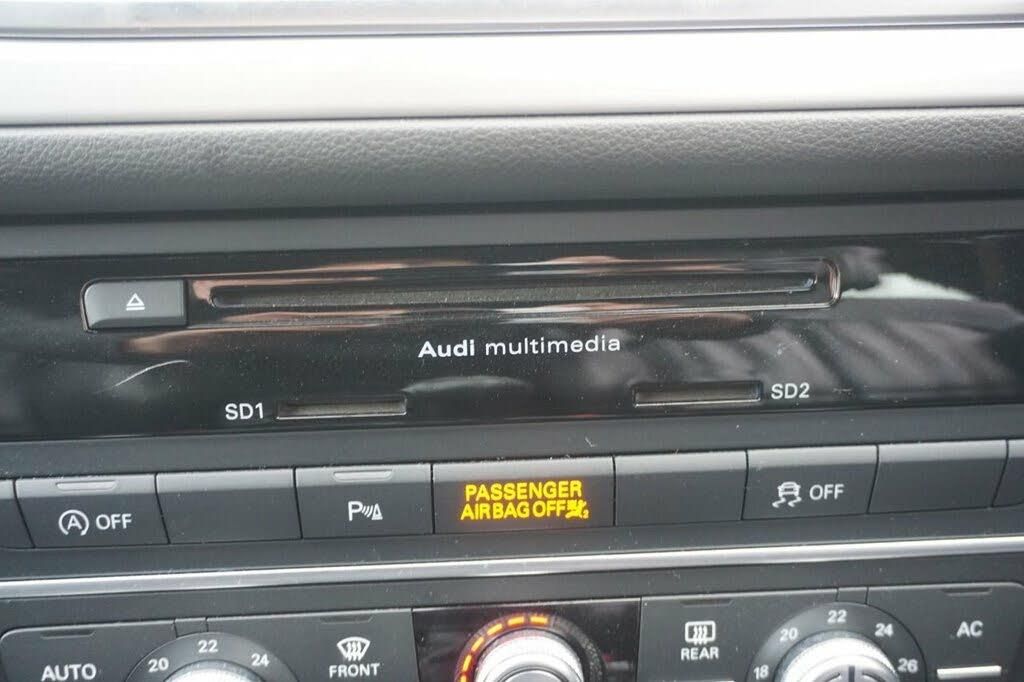 Audi multimedia
SD1
SD2
A OFF
P
PASSENGER
AIRBAG OFF
OFF
AUTO
20 22 24
FRONT
REAR
18 20 22 24 26
AC